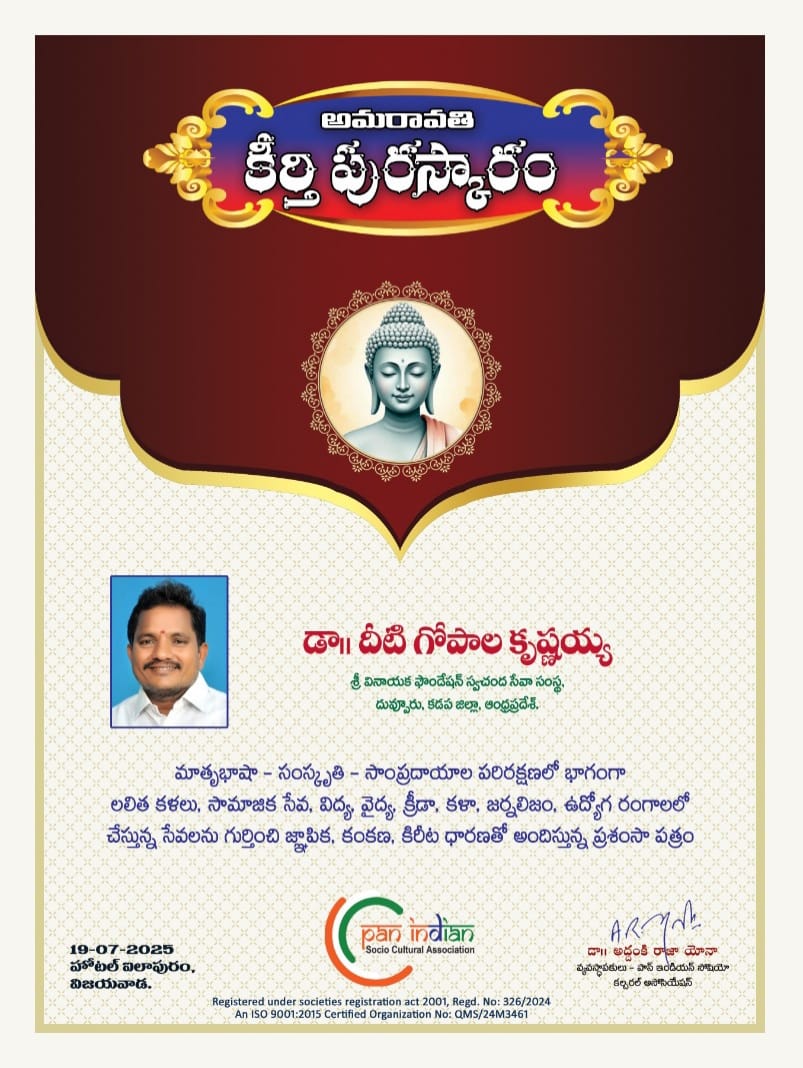 అమరావతి
కీర్తి పురస్కారం
డా॥ దీటి గోపాల కృష్ణయ్య
శ్రీ వినాయక ఫౌండేషన్ స్వచంద సేవా సంస్థ,
దువ్వూరు, కడప జిల్లా, ఆంధ్రప్రదేశ్.
మాతృభాషా - సంస్కృతి - సాంప్రదాయాల పరిరక్షణలో భాగంగా
లలిత కళలు, సామాజిక సేవ, విద్య, వైద్య, క్రీడా, కళా, జర్నలిజం, ఉద్యోగ రంగాలలో
చేస్తున్న సేవలను గుర్తించి జ్ఞాపిక, కంకణ, కిరీట ధారణతో అందిస్తున్న ప్రశంసా పత్రం
19-07-2025
హోటల్ ఐలాపురం,
విజయవాడ.
pan indian
Socio Cultural Association
డా॥ అద్దంకి రాజా యోనా
వ్యవస్థాపకులు - పాన్ ఇండియన్ సోషియో
కల్చరల్ అసోసియేషన్
Registered under societies registration act 2001, Regd. No: 326/2024
An ISO 9001:2015 Certified Organization No: QMS/24M3461